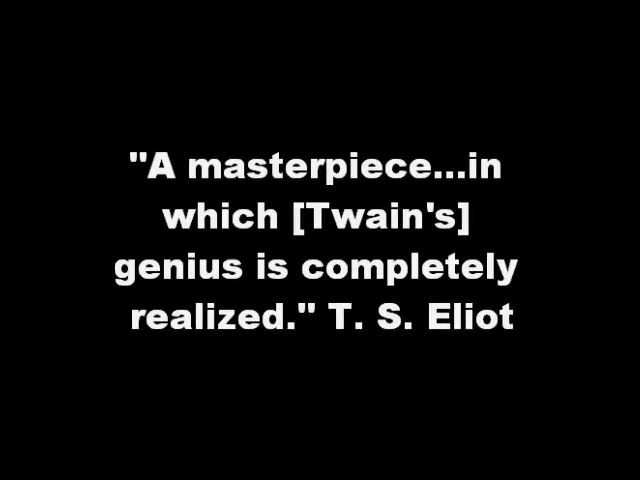 "A masterpiece...in
which [Twain's]
genius is completely
realized." T. S. Eliot